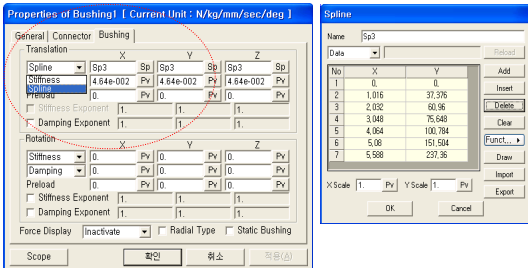 Properties of Bushing1 [ Current Unit : N/kg/mm/sec/deg ]
General Connector Bushing
Translation
X Y Z
Spline Sp3 Sp Sp3 Sp Sp3 Sp
Stiffness 4.64e-002 Pv 4.64e-002 Pv 4.64e-002 Pv
Spline
Preload 0. Pv 0. Pv 0. Pv
Stiffness Exponent 1. 1. 1.
Damping Exponent 1. 1. 1.
Rotation
X Y Z
Stiffness 0. Pv 0. Pv 0. Pv
Damping 0. Pv 0. Pv 0. Pv
Preload 0. Pv 0. Pv 0. Pv
Stiffness Exponent 1. 1. 1.
Damping Exponent 1. 1. 1.
Force Display Inactivate Radial Type Static Bushing
Scope 확인 취소 적용(A)
Spline
Name Sp3
Data Reload
No X Y Add
1 0, 0,
2 1,016 37,376 Insert
3 2,032 60,96 Delete
4 3,048 75,648 Clear
5 4,064 100,784
6 5,08 151,504 Funct...
7 5,588 237,36 Draw
Import
X Scale 1. Pv Y Scale 1. Pv Export
OK Cancel